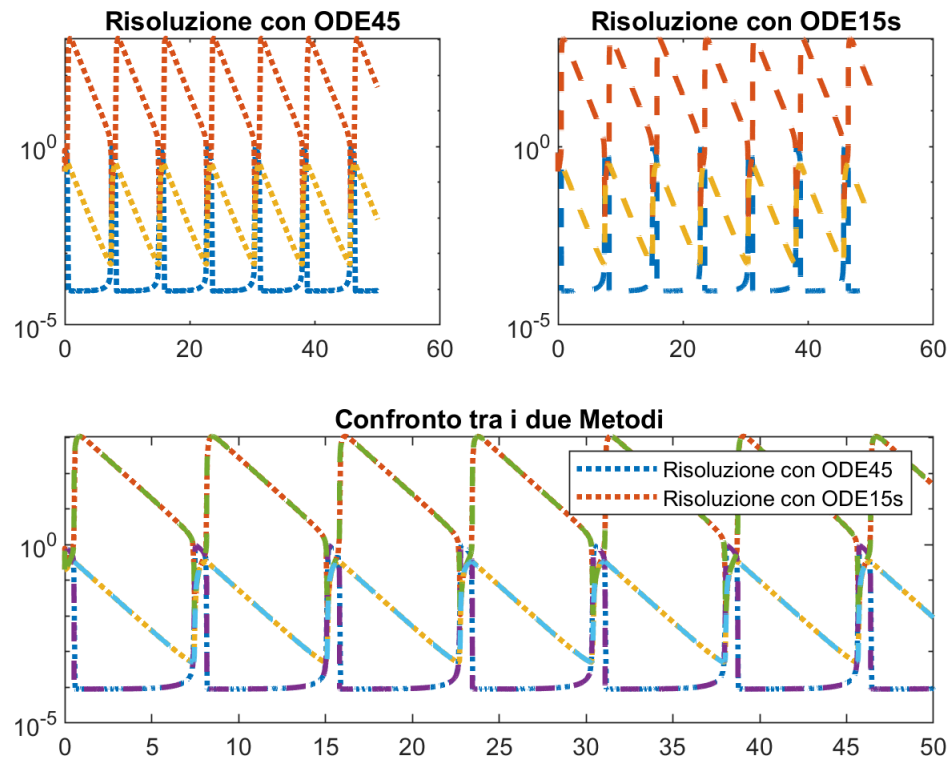 Risoluzione con ODE45
Risoluzione con ODE15s
10^0
10^-5
0 20 40 60
10^0
10^-5
0 20 40 60
Confronto tra i due Metodi
Risoluzione con ODE45
Risoluzione con ODE15s
10^0
10^-5
0 5 10 15 20 25 30 35 40 45 50